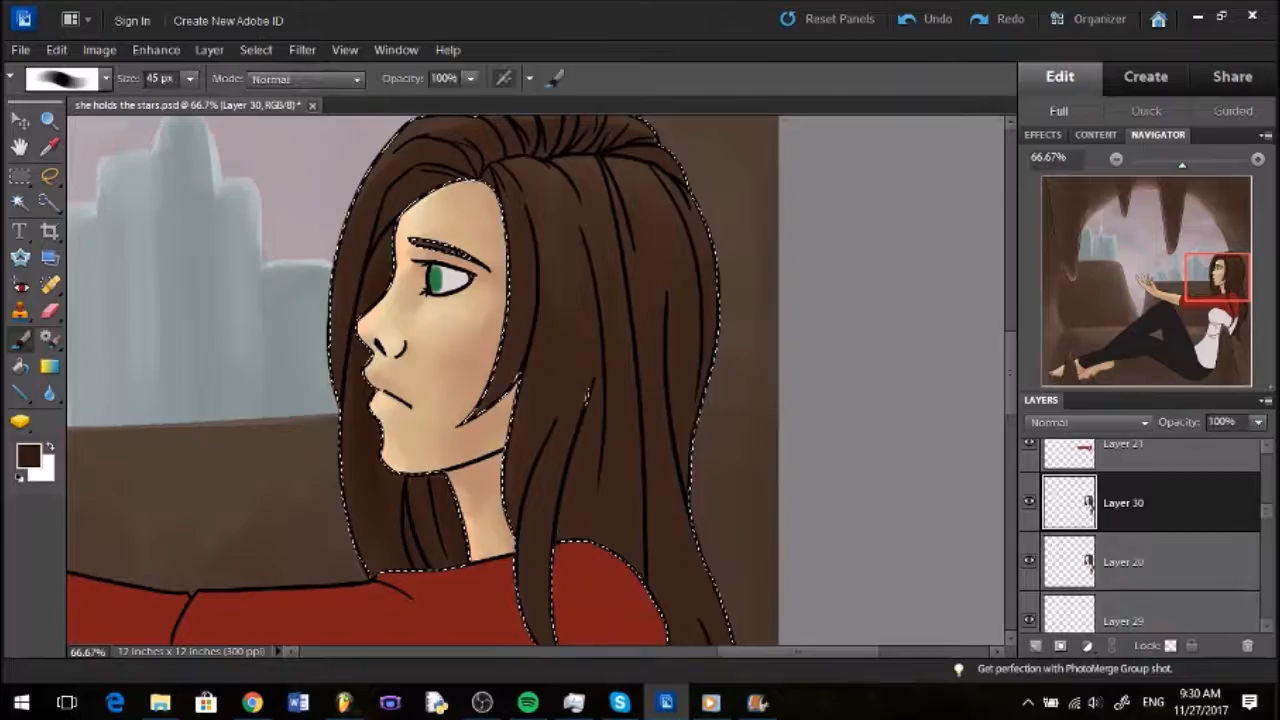 Sign In Create New Adobe ID Reset Panels Undo Redo Organizer
File Edit Image Enhance Layer Select Filter View Window Help
Size: 45 px Mode: Normal Opacity: 100%
Edit Create Share
she holds the stars.psd @ 66.7% (Layer 30, RGB/8) *
Full Quick Guided
EFFECTS CONTENT NAVIGATOR
66.67%
LAYERS
Normal Opacity: 100%
Layer 21
Layer 30
Layer 20
Layer 29
66.67% 12 inches x 12 inches (300 ppi)
Lock:
Get perfection with PhotoMerge Group shot.
ENG
9:30 AM
11/27/2017